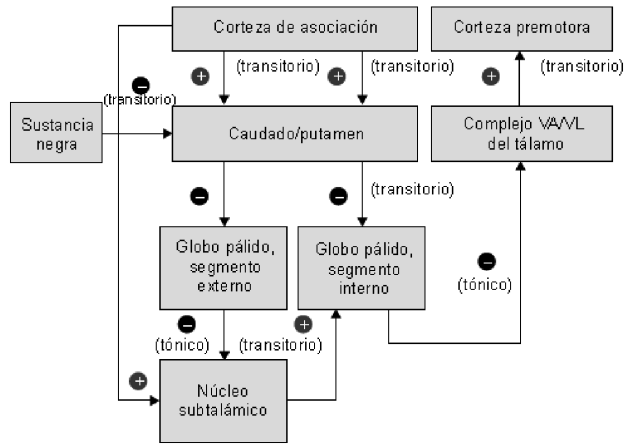 Corteza de asociación
Corteza premotora
+
(transitorio)
+
(transitorio)
+
(transitorio)
−
(transitorio)
Sustancia
negra
Caudado/putamen
Complejo VA/VL
del tálamo
−
−
(transitorio)
Globo pálido,
segmento
externo
Globo pálido,
segmento
interno
−
(tónico)
−
(tónico)
+
(transitorio)
+
Núcleo
subtalámico